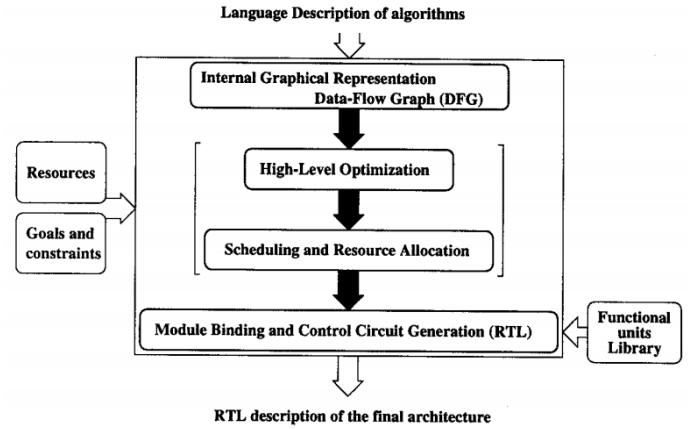 Language Description of algorithms
Internal Graphical Representation
Data-Flow Graph (DFG)
High-Level Optimization
Resources
Goals and
constraints
Scheduling and Resource Allocation
Module Binding and Control Circuit Generation (RTL)
Functional
units
Library
RTL description of the final architecture